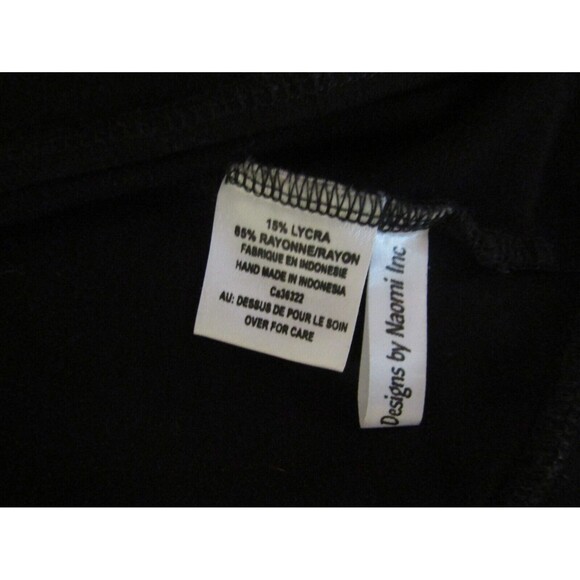 15% LYCRA
85% RAYONNE/RAYON
FABRIQUE EN INDONESIE
HAND MADE IN INDONESIA
Ca36322
AU: DESSUS DE POUR LE SOIN
OVER FOR CARE
Designs by Naomi Inc